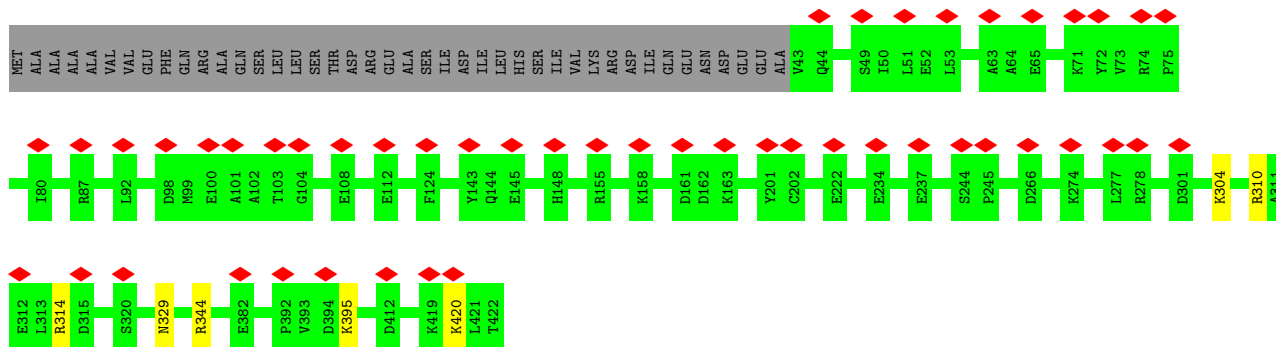 MET ALA ALA ALA ALA VAL VAL GLU PHE GLN ARG ALA GLN SER LEU LEU SER THR ASP ARG GLU ALA SER ILE ASP ILE LEU HIS SER ILE VAL LYS ARG ASP ILE GLN GLU ASN ASP GLU GLU ALA V43 Q44 S49 I50 L51 E52 L53 A63 A64 E65 K71 Y72 V73 R74 P75
I80 R87 L92 D98 M99 E100 A101 A102 T103 G104 E108 E112 F124 Y143 Q144 E145 H148 R155 K158 D161 D162 K163 Y201 C202 E222 E234 E237 S244 P245 D266 K274 L277 R278 D301 K304 R310 A311
E312 L313 R314 D315 S320 N329 R344 E382 P392 V393 D394 K395 D412 K419 K420 L421 T422